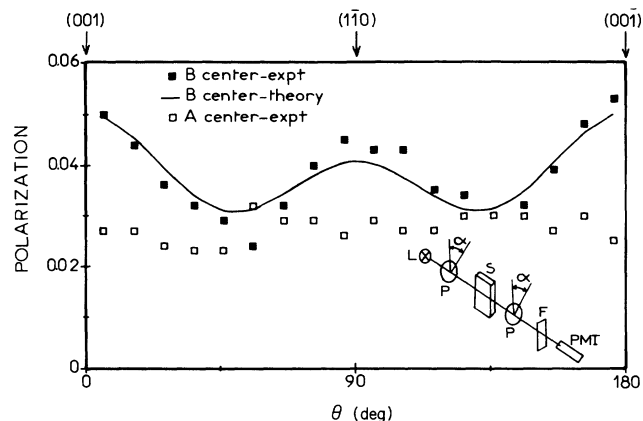 (001) (11̄0) (001̄)
0.06
■ B center-expt
— B center-theory
□ A center-expt
0.04
POLARIZATION
0.02
0
L P α S P α F PMT
0 90 180
θ (deg)